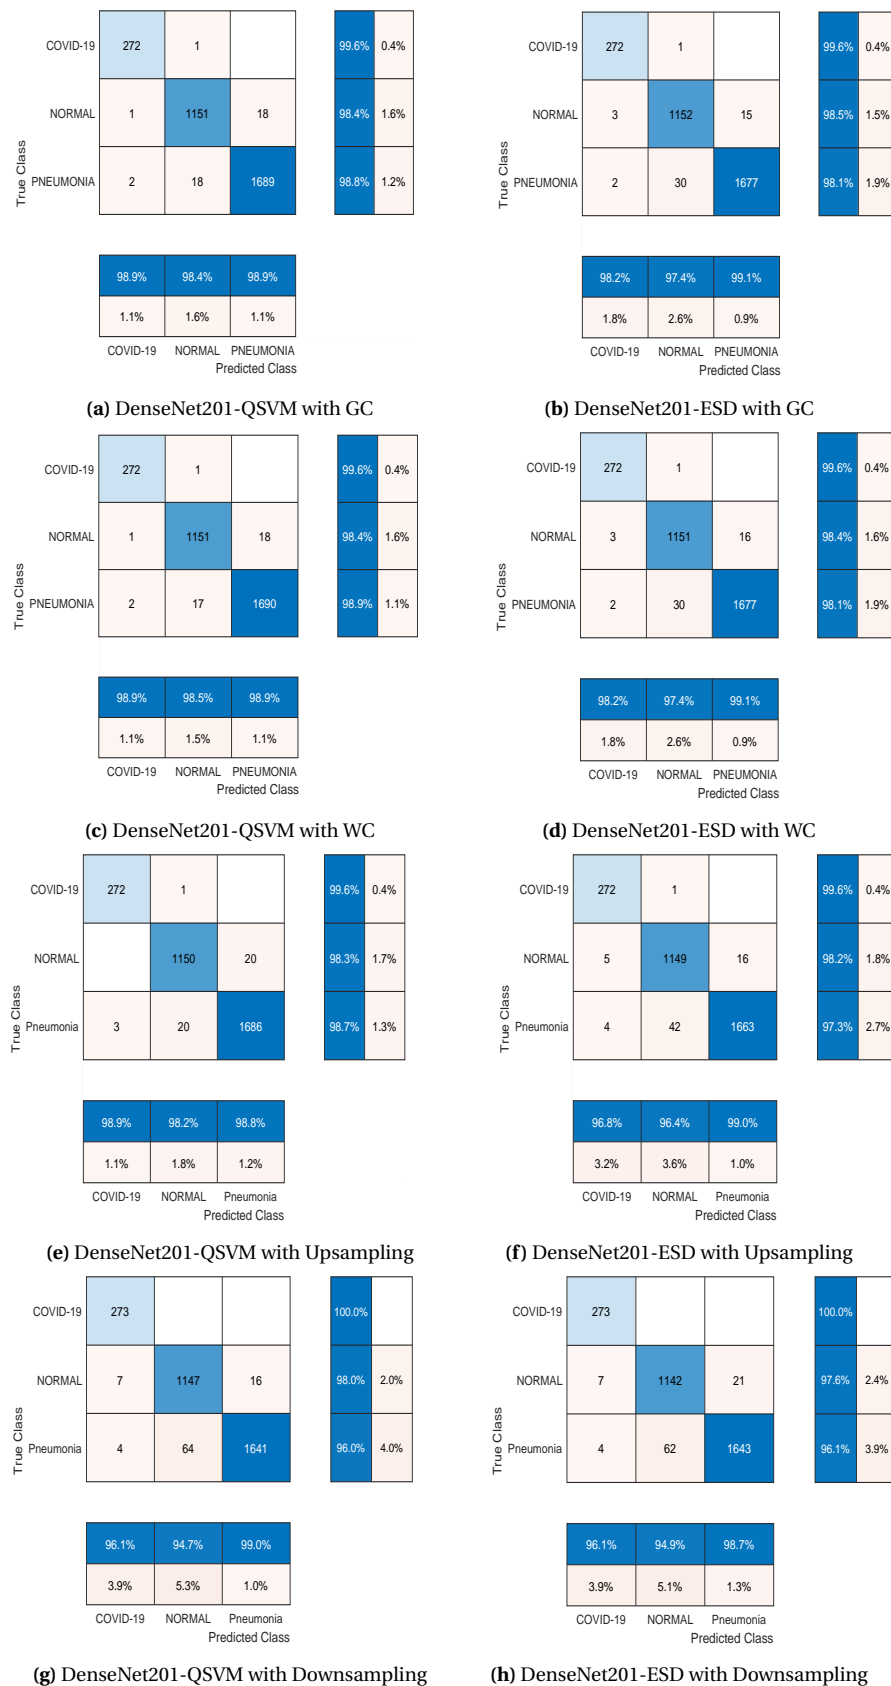 COVID-19 272 1 99.6% 0.4%
NORMAL 1 1151 18 98.4% 1.6%
PNEUMONIA 2 18 1689 98.8% 1.2%
True Class
98.9% 98.4% 98.9%
1.1% 1.6% 1.1%
COVID-19 NORMAL PNEUMONIA
Predicted Class
(a) DenseNet201-QSVM with GC
COVID-19 272 1 99.6% 0.4%
NORMAL 3 1152 15 98.5% 1.5%
PNEUMONIA 2 30 1677 98.1% 1.9%
True Class
98.2% 97.4% 99.1%
1.8% 2.6% 0.9%
COVID-19 NORMAL PNEUMONIA
Predicted Class
(b) DenseNet201-ESD with GC
COVID-19 272 1 99.6% 0.4%
NORMAL 1 1151 18 98.4% 1.6%
PNEUMONIA 2 17 1690 98.9% 1.1%
True Class
98.9% 98.5% 98.9%
1.1% 1.5% 1.1%
COVID-19 NORMAL PNEUMONIA
Predicted Class
(c) DenseNet201-QSVM with WC
COVID-19 272 1 99.6% 0.4%
NORMAL 3 1151 16 98.4% 1.6%
PNEUMONIA 2 30 1677 98.1% 1.9%
True Class
98.2% 97.4% 99.1%
1.8% 2.6% 0.9%
COVID-19 NORMAL PNEUMONIA
Predicted Class
(d) DenseNet201-ESD with WC
COVID-19 272 1 99.6% 0.4%
NORMAL 1150 20 98.3% 1.7%
Pneumonia 3 20 1686 98.7% 1.3%
True Class
98.9% 98.2% 98.8%
1.1% 1.8% 1.2%
COVID-19 NORMAL Pneumonia
Predicted Class
(e) DenseNet201-QSVM with Upsampling
COVID-19 272 1 99.6% 0.4%
NORMAL 5 1149 16 98.2% 1.8%
Pneumonia 4 42 1663 97.3% 2.7%
True Class
96.8% 96.4% 99.0%
3.2% 3.6% 1.0%
COVID-19 NORMAL Pneumonia
Predicted Class
(f) DenseNet201-ESD with Upsampling
COVID-19 273 100.0%
NORMAL 7 1147 16 98.0% 2.0%
Pneumonia 4 64 1641 96.0% 4.0%
True Class
96.1% 94.7% 99.0%
3.9% 5.3% 1.0%
COVID-19 NORMAL Pneumonia
Predicted Class
(g) DenseNet201-QSVM with Downsampling
COVID-19 273 100.0%
NORMAL 7 1142 21 97.6% 2.4%
Pneumonia 4 62 1643 96.1% 3.9%
True Class
96.1% 94.9% 98.7%
3.9% 5.1% 1.3%
COVID-19 NORMAL Pneumonia
Predicted Class
(h) DenseNet201-ESD with Downsampling